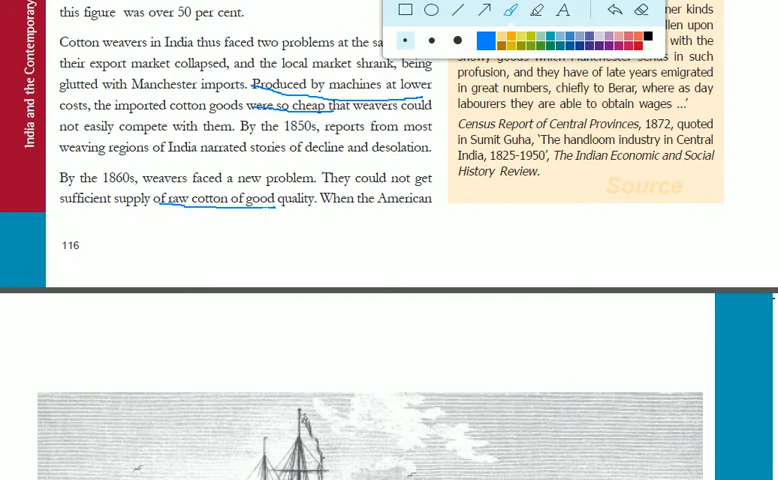 this figure was over 50 per cent.
Cotton weavers in India thus faced two problems at the sa
their export market collapsed, and the local market shrank, being
glutted with Manchester imports. Produced by machines at lower
costs, the imported cotton goods were so cheap that weavers could
not easily compete with them. By the 1850s, reports from most
weaving regions of India narrated stories of decline and desolation.
By the 1860s, weavers faced a new problem. They could not get
sufficient supply of raw cotton of good quality. When the American
116
India and the Contemporary
ner kinds
llen upon
with the
goods which Manchester sends in such
profusion, and they have of late years emigrated
in great numbers, chiefly to Berar, where as day
labourers they are able to obtain wages ...'
Census Report of Central Provinces, 1872, quoted
in Sumit Guha, 'The handloom industry in Central
India, 1825-1950', The Indian Economic and Social
History Review.
Source